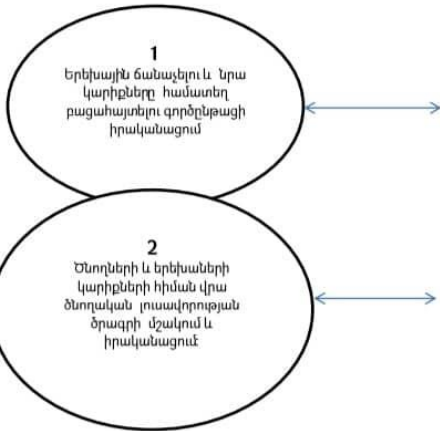 1
Երեխային ճանաչելու և նրա
կարիքները համատեղ
բացահայտելու գործընթացի
իրականացում
2
Ծնողների և երեխաների
կարիքների հիման վրա
ծնողական լուսավորության
ծրագրի մշակում և
իրականացում: